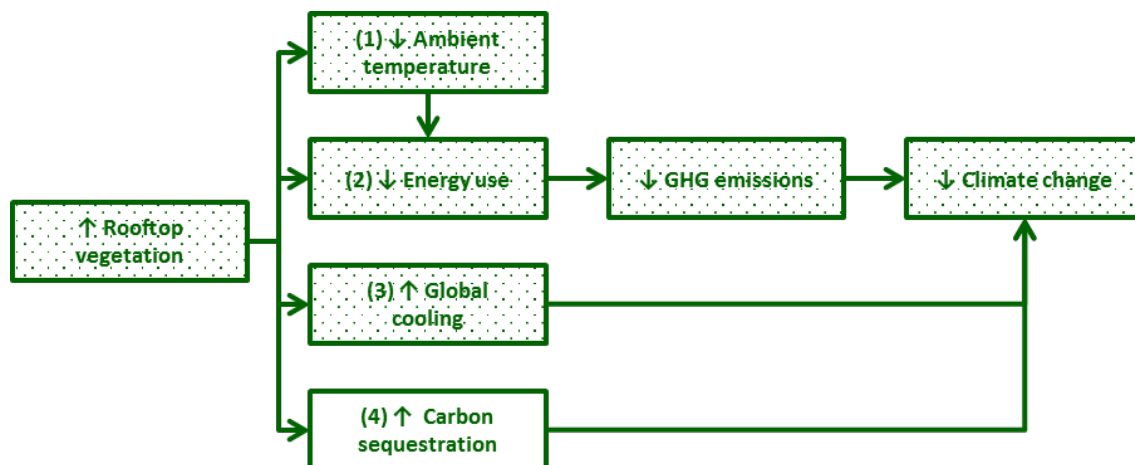 (1) ↓ Ambient
temperature
(2) ↓ Energy use
↓ GHG emissions
↓ Climate change
↑ Rooftop
vegetation
(3) ↑ Global
cooling
(4) ↑ Carbon
sequestration